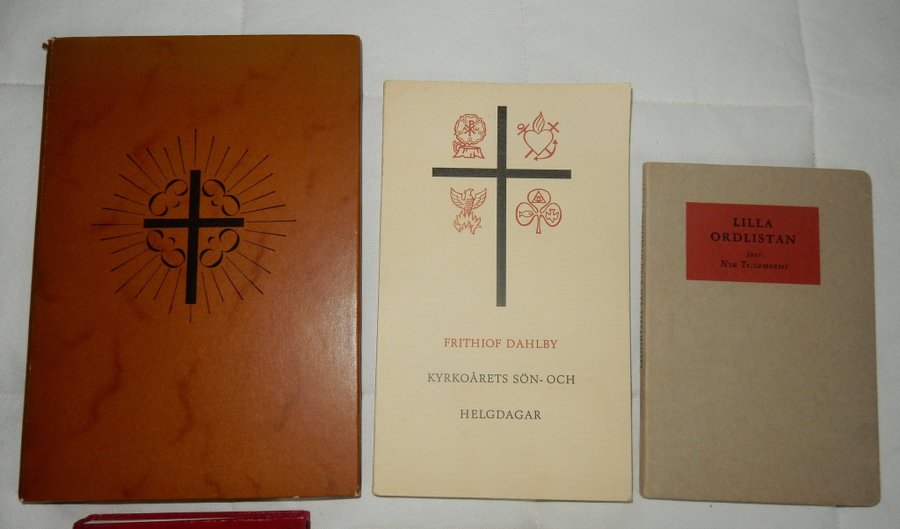 FRITHIOF DAHLBY
KYRKOÅRETS SÖN- OCH
HELGDAGAR
LILLA
ORDLISTAN
över
Nya Testamentet